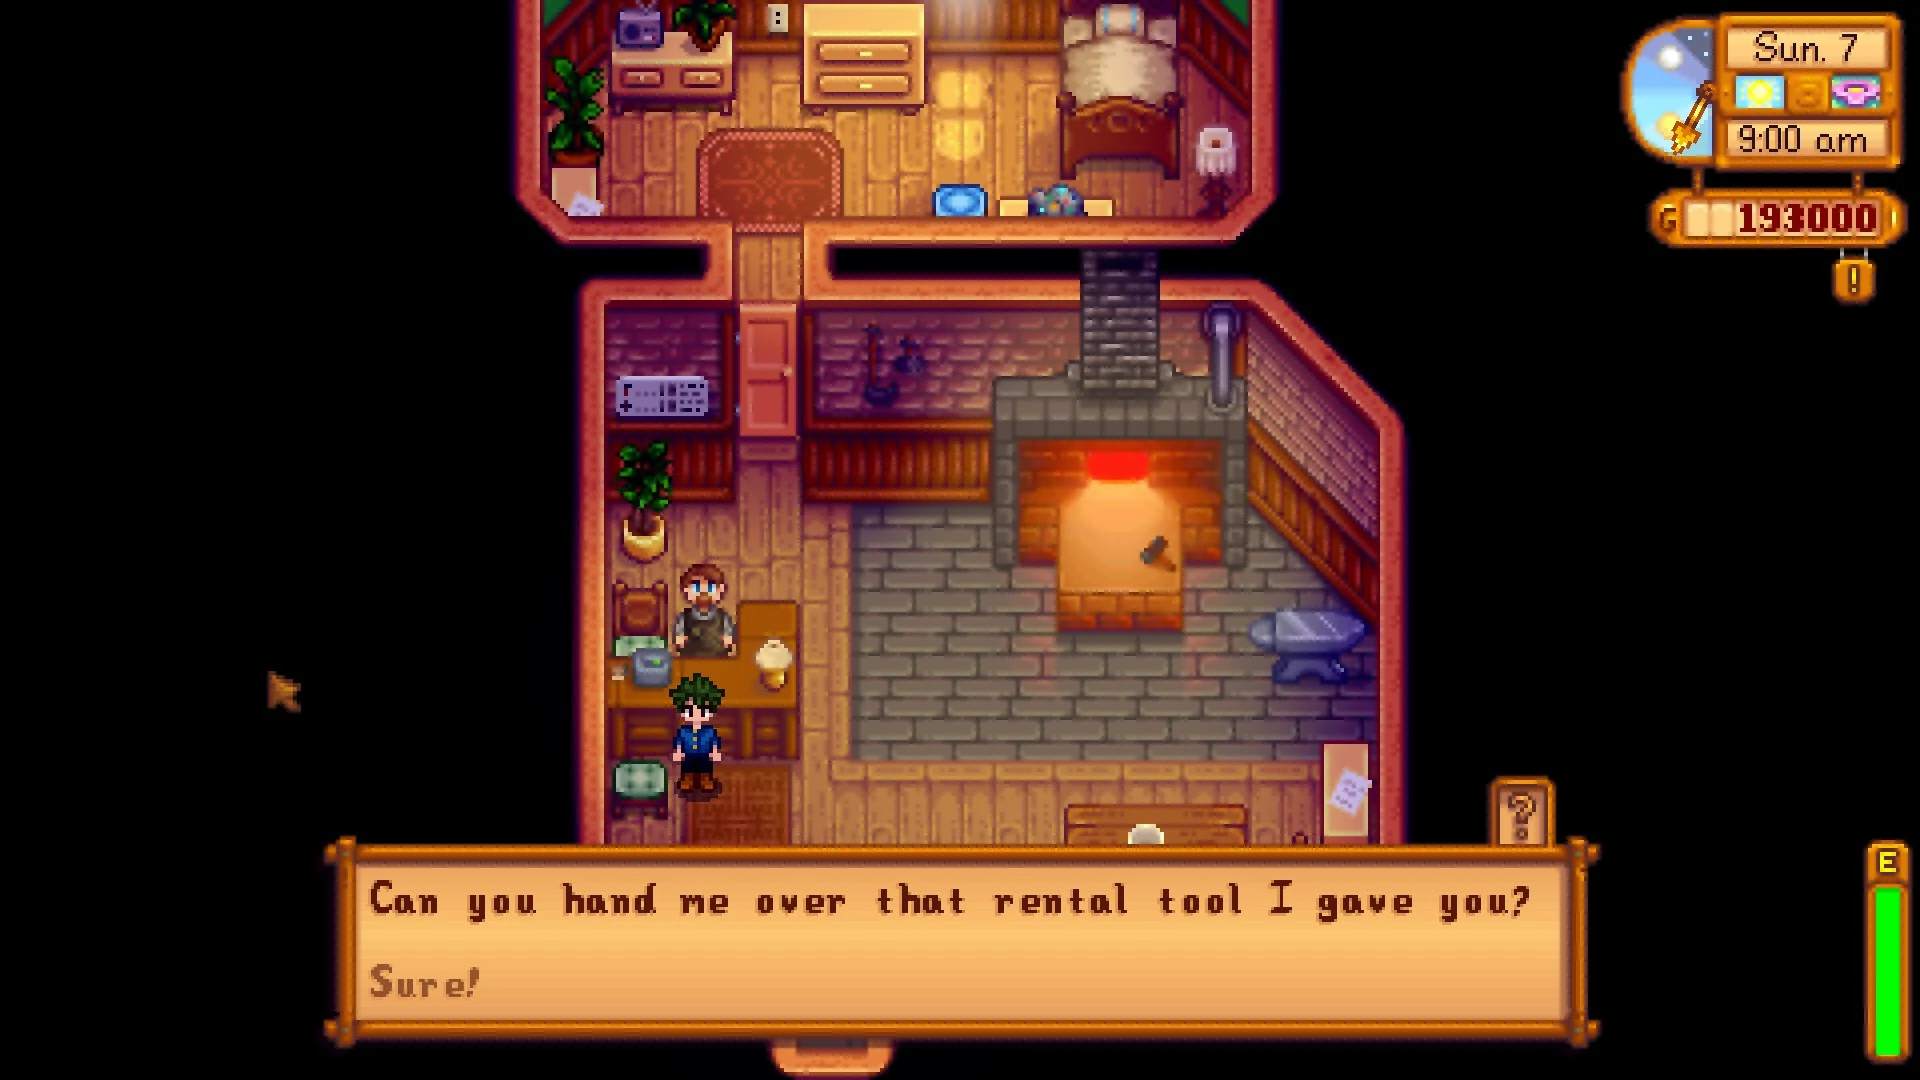 Sun. 7
9:00 am
G 193000
!
?
Can you hand me over that rental tool I gave you?
Sure!
E